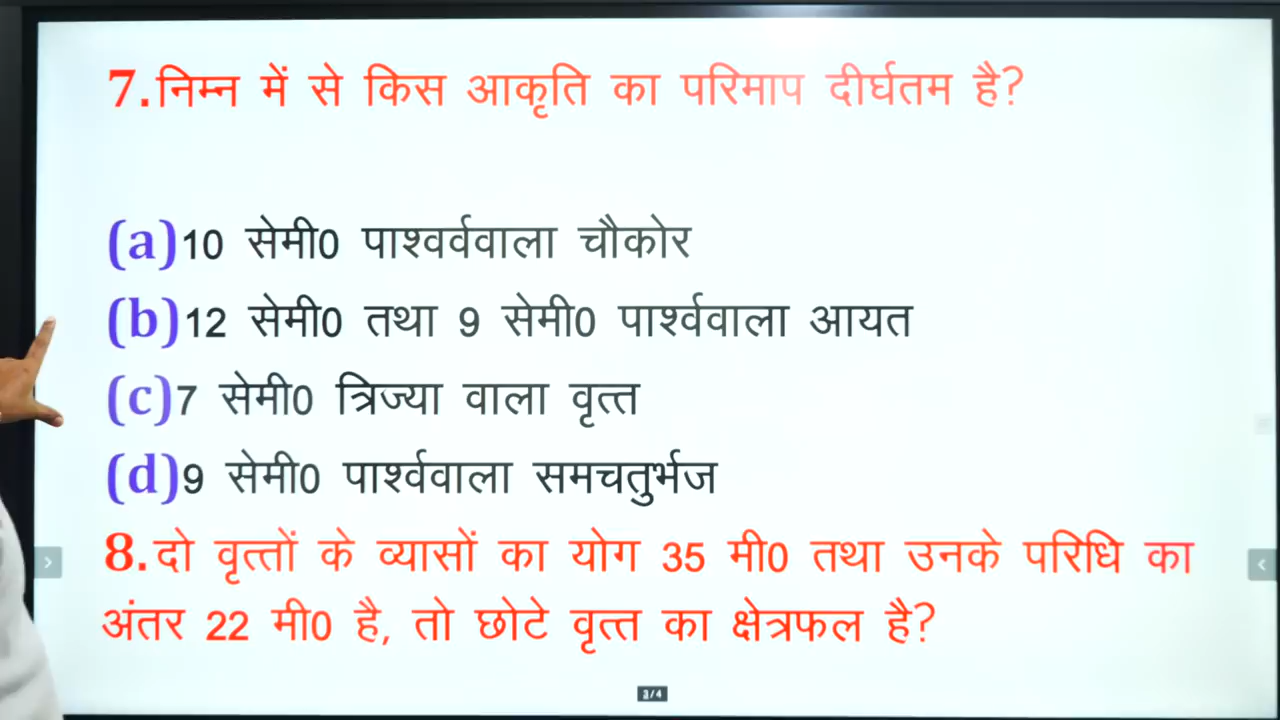 7.निम्न में से किस आकृति का परिमाप दीर्घतम है?
(a)10 सेमी0 पाश्वर्ववाला चौकोर
(b)12 सेमी0 तथा 9 सेमी0 पार्श्ववाला आयत
(c)7 सेमी0 त्रिज्या वाला वृत्त
(d)9 सेमी0 पार्श्ववाला समचतुर्भज
8.दो वृत्तों के व्यासों का योग 35 मी0 तथा उनके परिधि का
अंतर 22 मी0 है, तो छोटे वृत्त का क्षेत्रफल है?
3/4